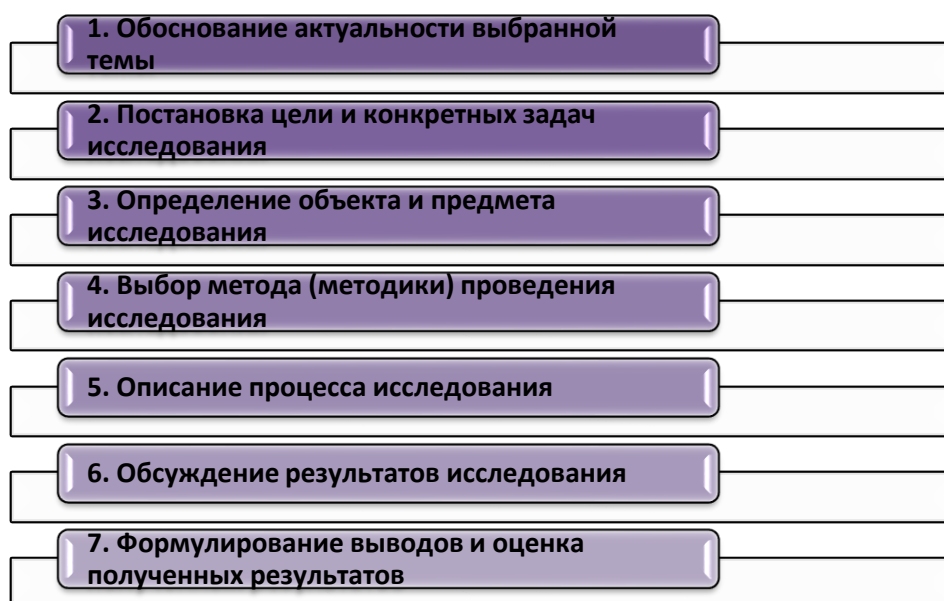 1. Обоснование актуальности выбранной
темы
2. Постановка цели и конкретных задач
исследования
3. Определение объекта и предмета
исследования
4. Выбор метода (методики) проведения
исследования
5. Описание процесса исследования
6. Обсуждение результатов исследования
7. Формулирование выводов и оценка
полученных результатов